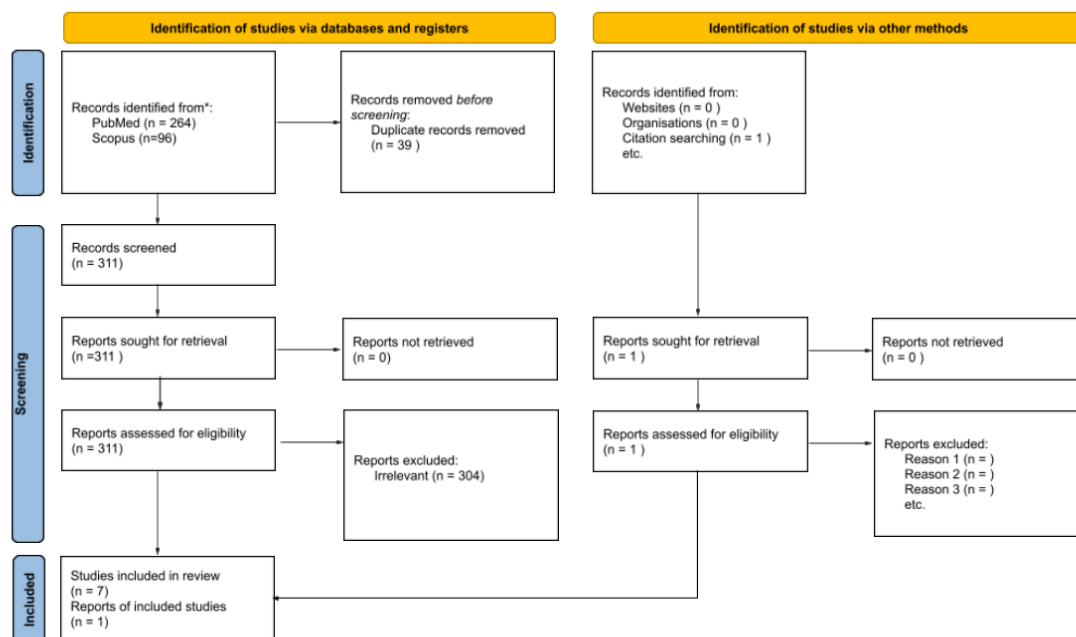 Identification of studies via databases and registers
Identification of studies via other methods
Identification
Records identified from*:
PubMed (n = 264)
Scopus (n=96)
Records removed before
screening:
Duplicate records removed
(n = 39 )
Records identified from:
Websites (n = 0 )
Organisations (n = 0 )
Citation searching (n = 1 )
etc.
Screening
Records screened
(n = 311)
Reports sought for retrieval
(n =311 )
Reports not retrieved
(n = 0)
Reports sought for retrieval
(n = 1 )
Reports not retrieved
(n = 0 )
Reports assessed for eligibility
(n = 311)
Reports excluded:
Irrelevant (n = 304)
Reports assessed for eligibility
(n = 1 )
Reports excluded:
Reason 1 (n = )
Reason 2 (n = )
Reason 3 (n = )
etc.
Included
Studies included in review
(n = 7)
Reports of included studies
(n = 1)